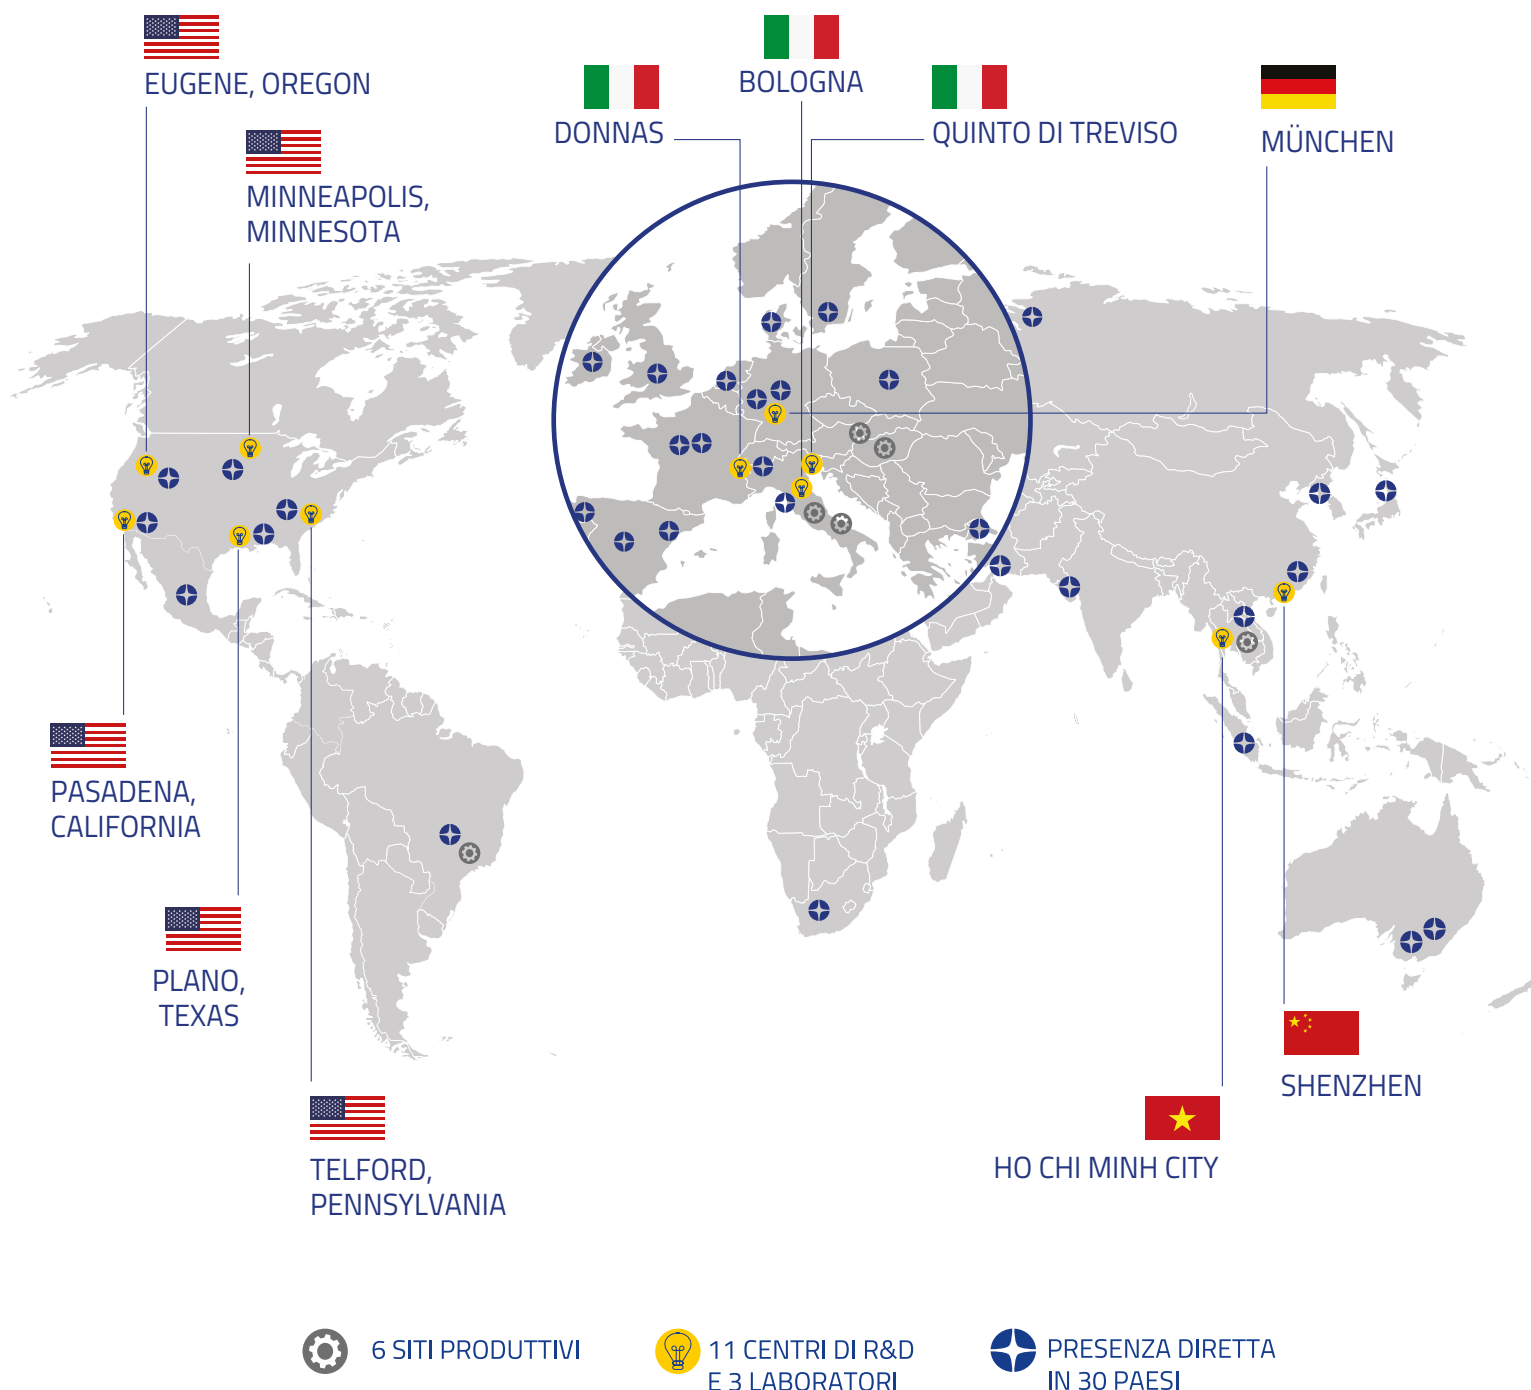 EUGENE, OREGON
MINNEAPOLIS,
MINNESOTA
DONNAS
BOLOGNA
QUINTO DI TREVISO
MÜNCHEN
PASADENA,
CALIFORNIA
PLANO,
TEXAS
TELFORD,
PENNSYLVANIA
SHENZHEN
HO CHI MINH CITY
6 SITI PRODUTTIVI
11 CENTRI DI R&D
E 3 LABORATORI
PRESENZA DIRETTA
IN 30 PAESI